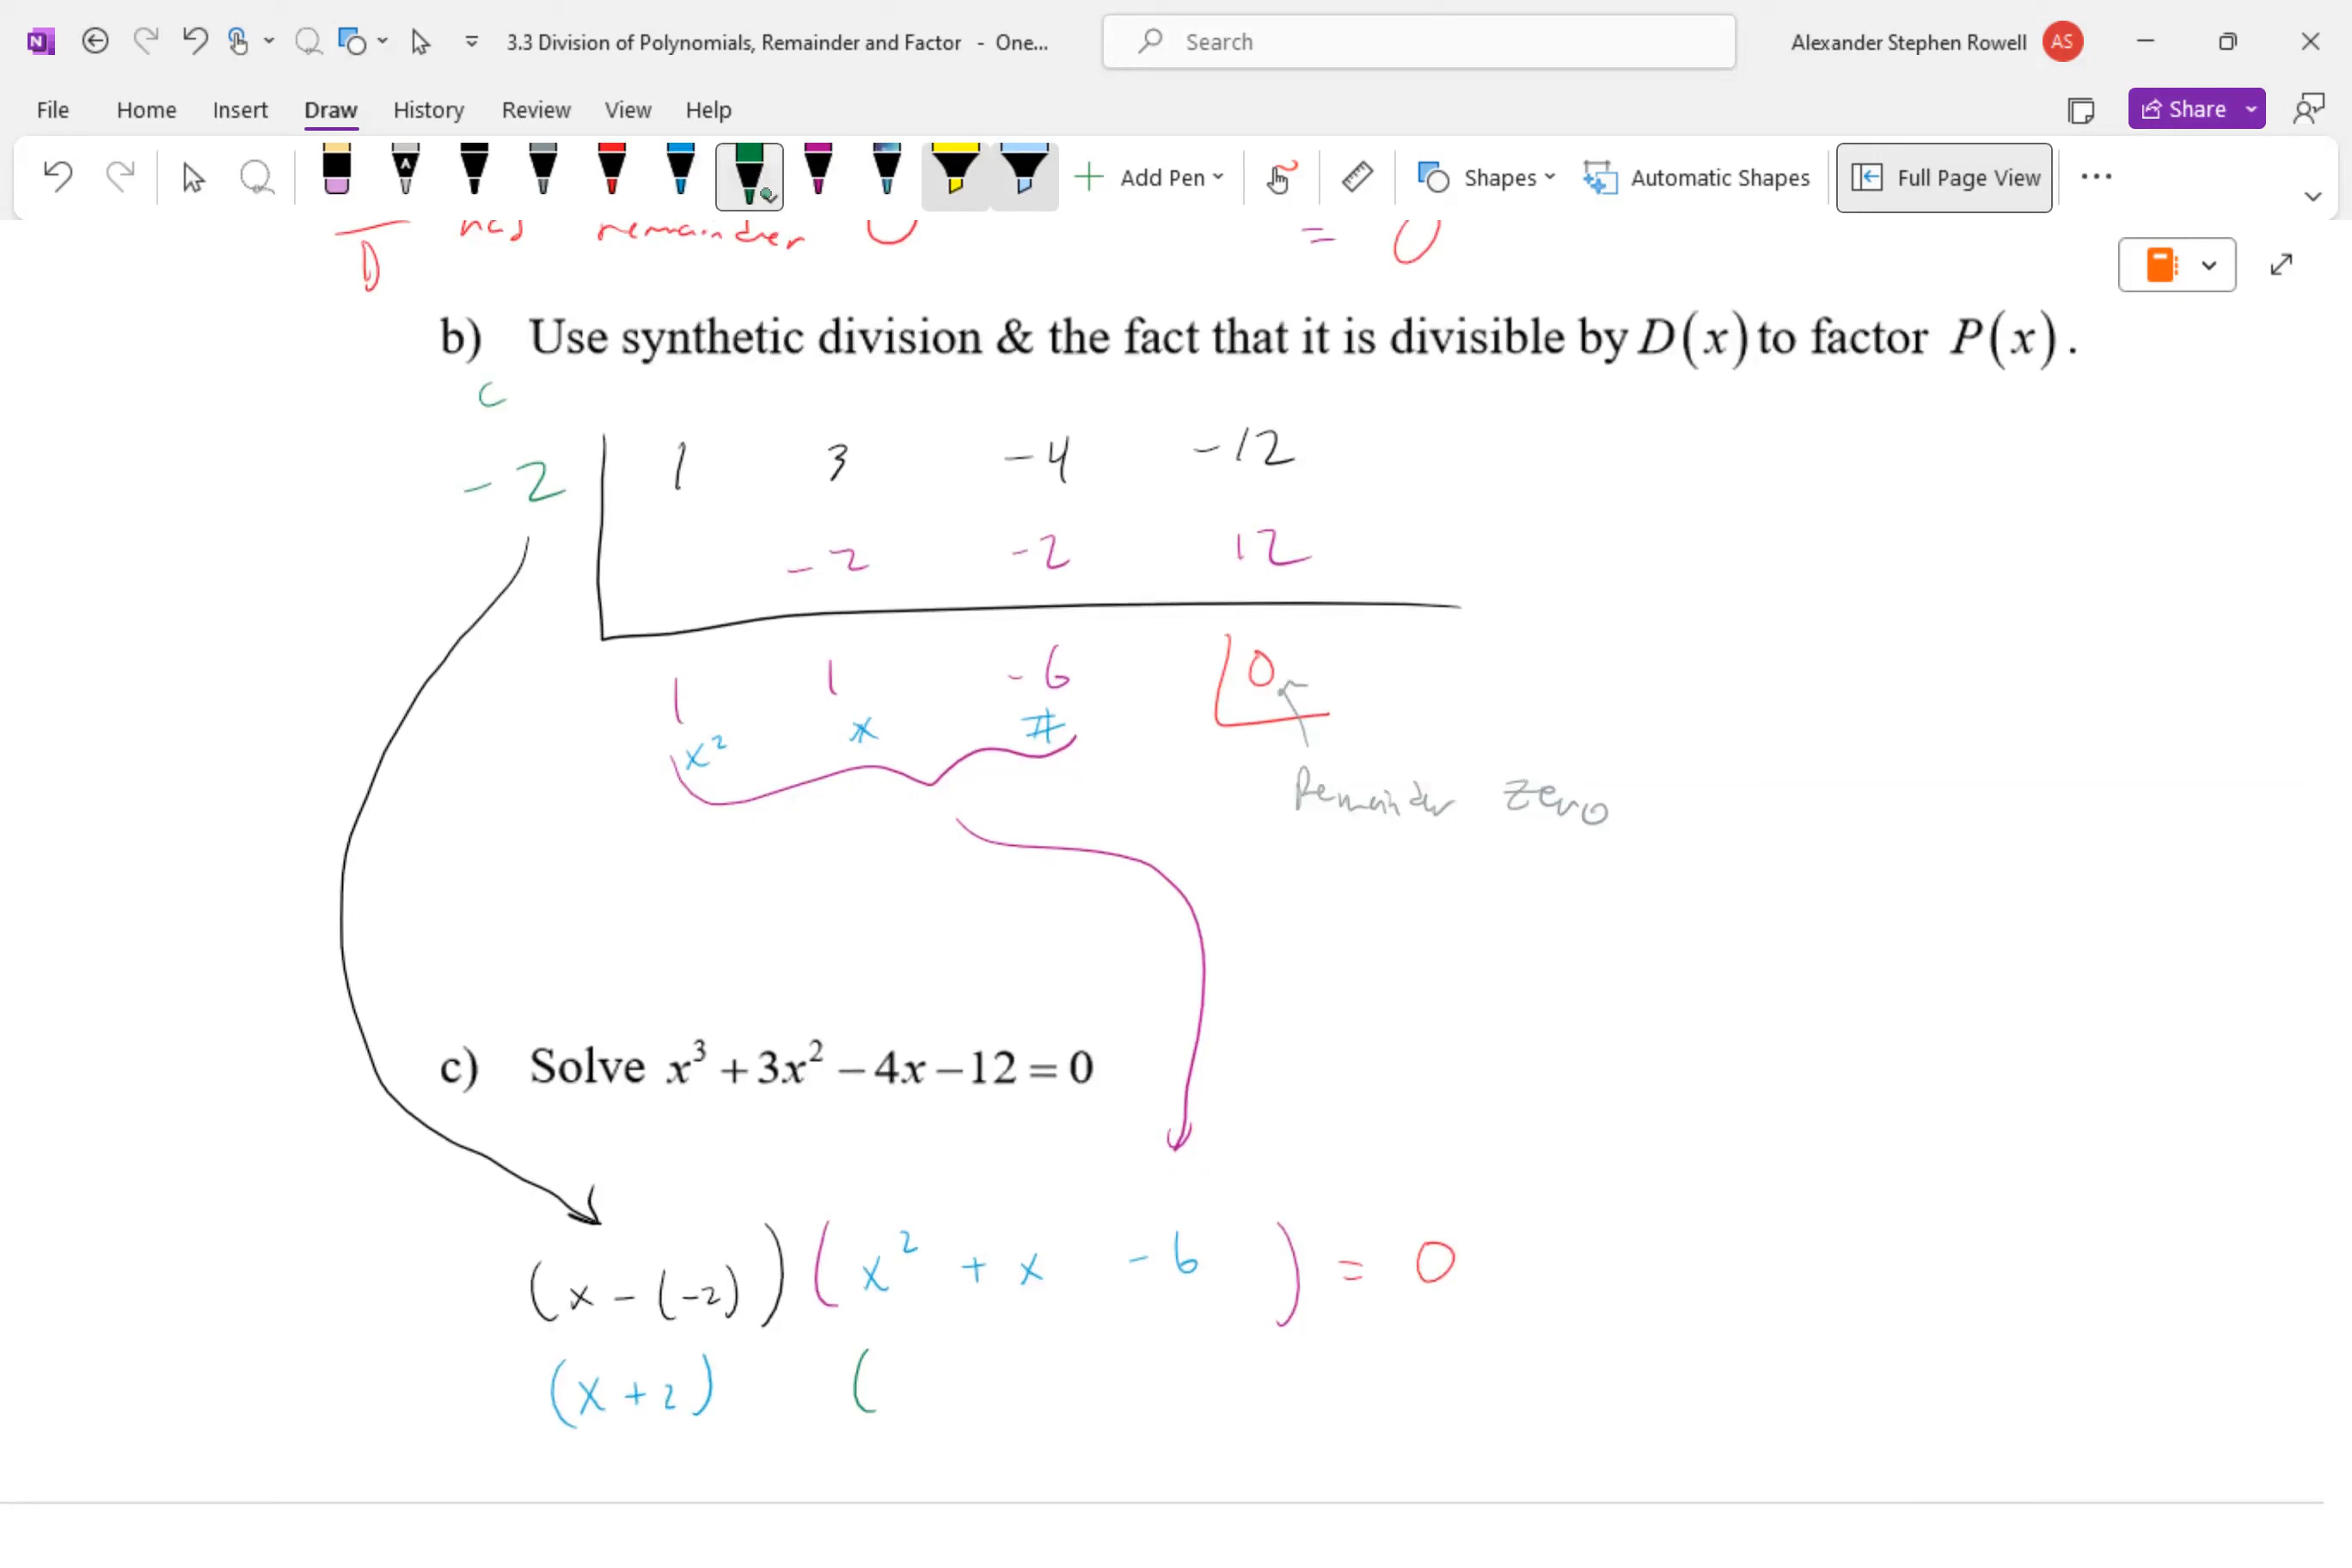 3.3 Division of Polynomials, Remainder and Factor - One...
Search
Alexander Stephen Rowell AS
File Home Insert Draw History Review View Help
Share
Add Pen
Shapes
Automatic Shapes
Full Page View
D has remainder 0 = 0
b) Use synthetic division & the fact that it is divisible by D(x) to factor P(x).
c
-2 1 3 -4 -12
-2 -2 12
1 1 -6 0
x² x #
Remainder zero
c) Solve x³ + 3x² − 4x − 12 = 0
(x - (-2)) (x² + x - 6) = 0
(x + 2) (